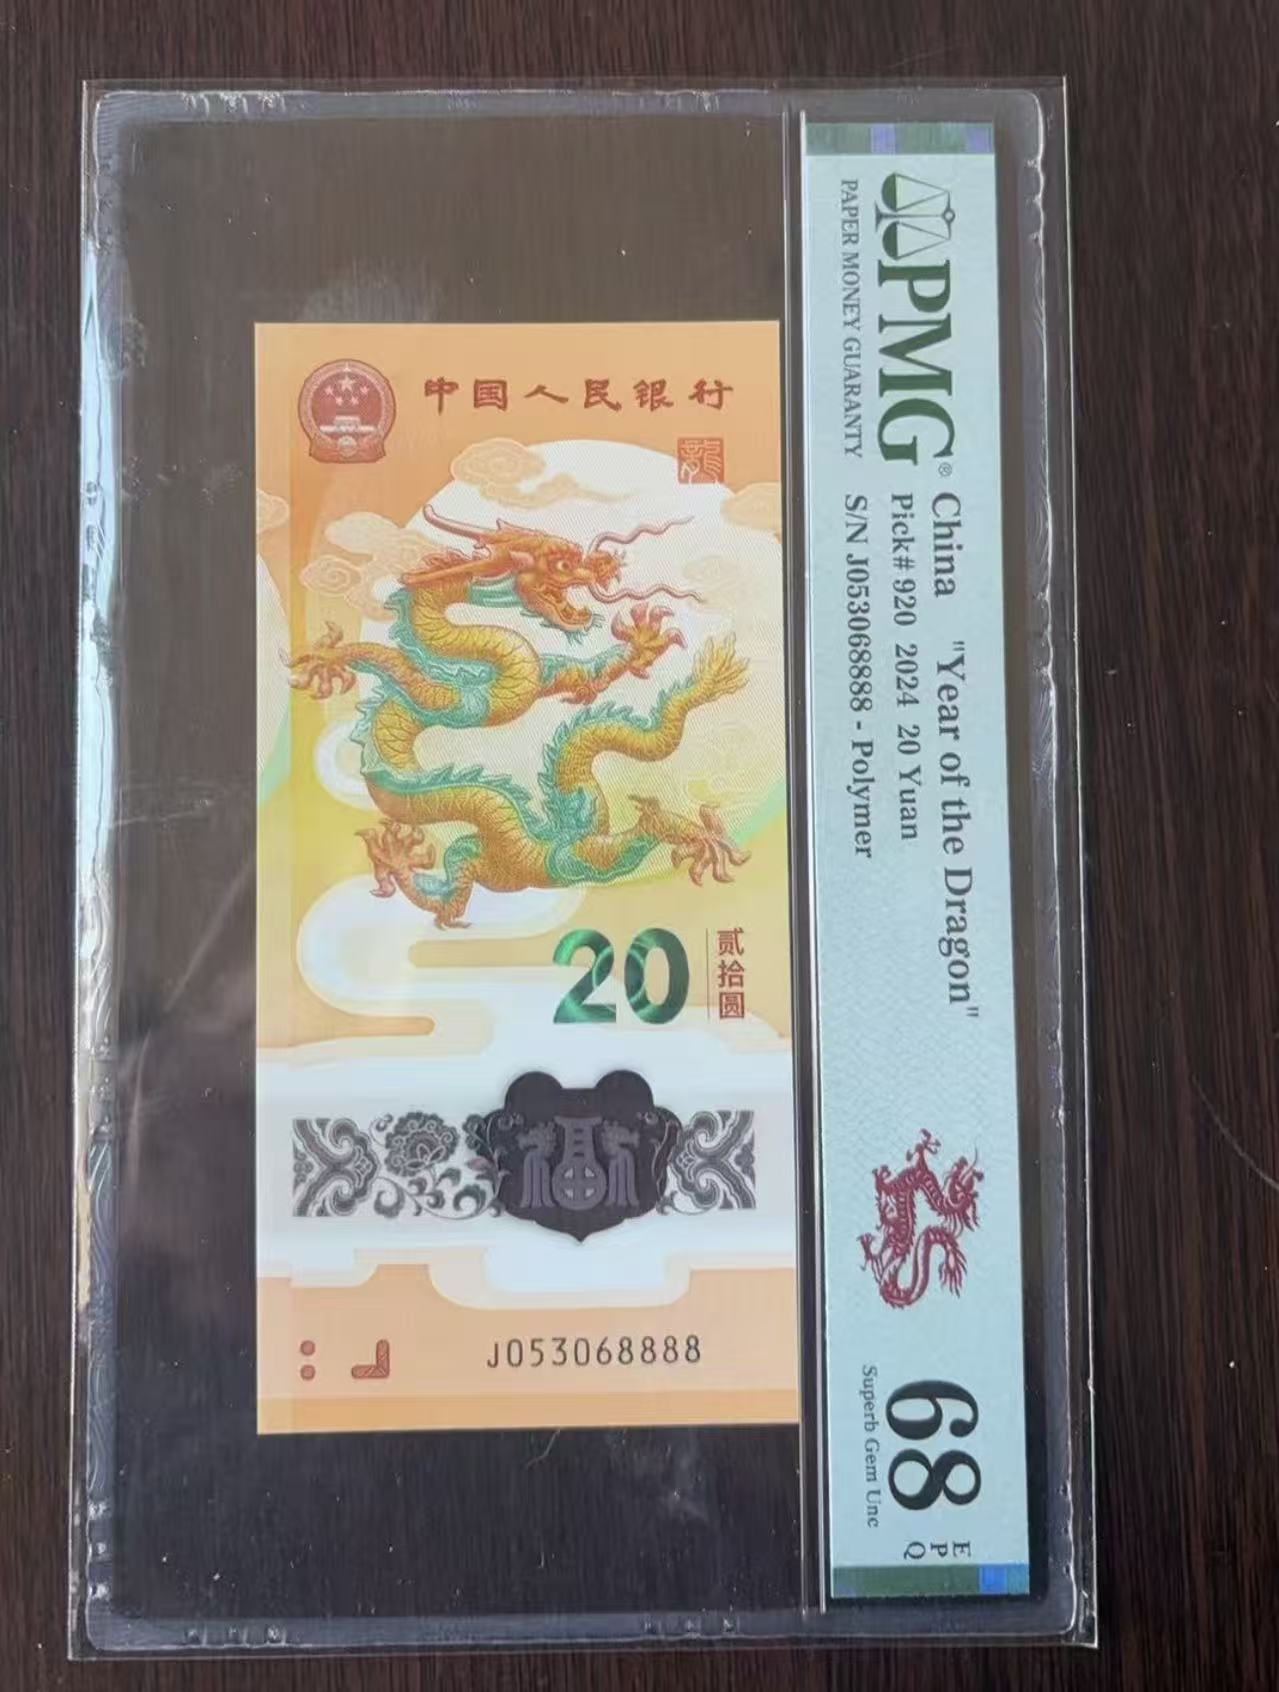 中国人民银行
龍
20
贰拾圆
J053068888
PMG®
PAPER MONEY GUARANTY
China "Year of the Dragon"
Pick# 920 2024 20 Yuan
S/N J053068888 - Polymer
68
EPQ
Superb Gem Unc